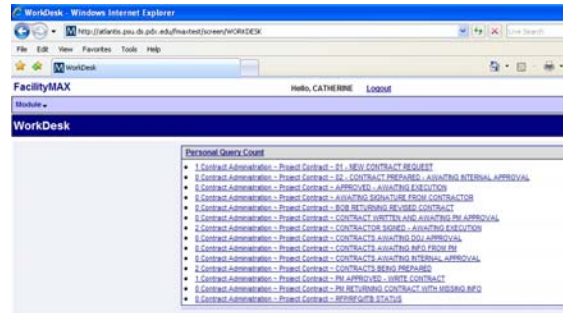 WorkDesk - Windows Internet Explorer
http://atlantis.psu.ds.pdx.edu/fmaxtest/screen/WORKDESK
Live Search
File Edit View Favorites Tools Help
WorkDesk
FacilityMAX Hello, CATHERINE Logout
Module
WorkDesk
Personal Query Count
1 Contract Administration - Project Contract - 01 - NEW CONTRACT REQUEST
0 Contract Administration - Project Contract - 02 - CONTRACT PREPARED - AWAITING INTERNAL APPROVAL
0 Contract Administration - Project Contract - APPROVED - AWAITING EXECUTION
0 Contract Administration - Project Contract - AWAITING SIGNATURE FROM CONTRACTOR
0 Contract Administration - Project Contract - BOB RETURNING REVISED CONTRACT
0 Contract Administration - Project Contract - CONTRACT WRITTEN AND AWAITING PM APPROVAL
2 Contract Administration - Project Contract - CONTRACTOR SIGNED - AWAITING EXECUTION
0 Contract Administration - Project Contract - CONTRACTS AWAITING DOJ APPROVAL
0 Contract Administration - Project Contract - CONTRACTS AWAITING INFO FROM PM
0 Contract Administration - Project Contract - CONTRACTS AWAITING INTERNAL APPROVAL
2 Contract Administration - Project Contract - CONTRACTS BEING PREPARED
1 Contract Administration - Project Contract - PM APPROVED - WRITE CONTRACT
0 Contract Administration - Project Contract - PM RETURNING CONTRACT WITH MISSING INFO
6 Contract Administration - Project Contract - RFP/RFQ/ITB STATUS